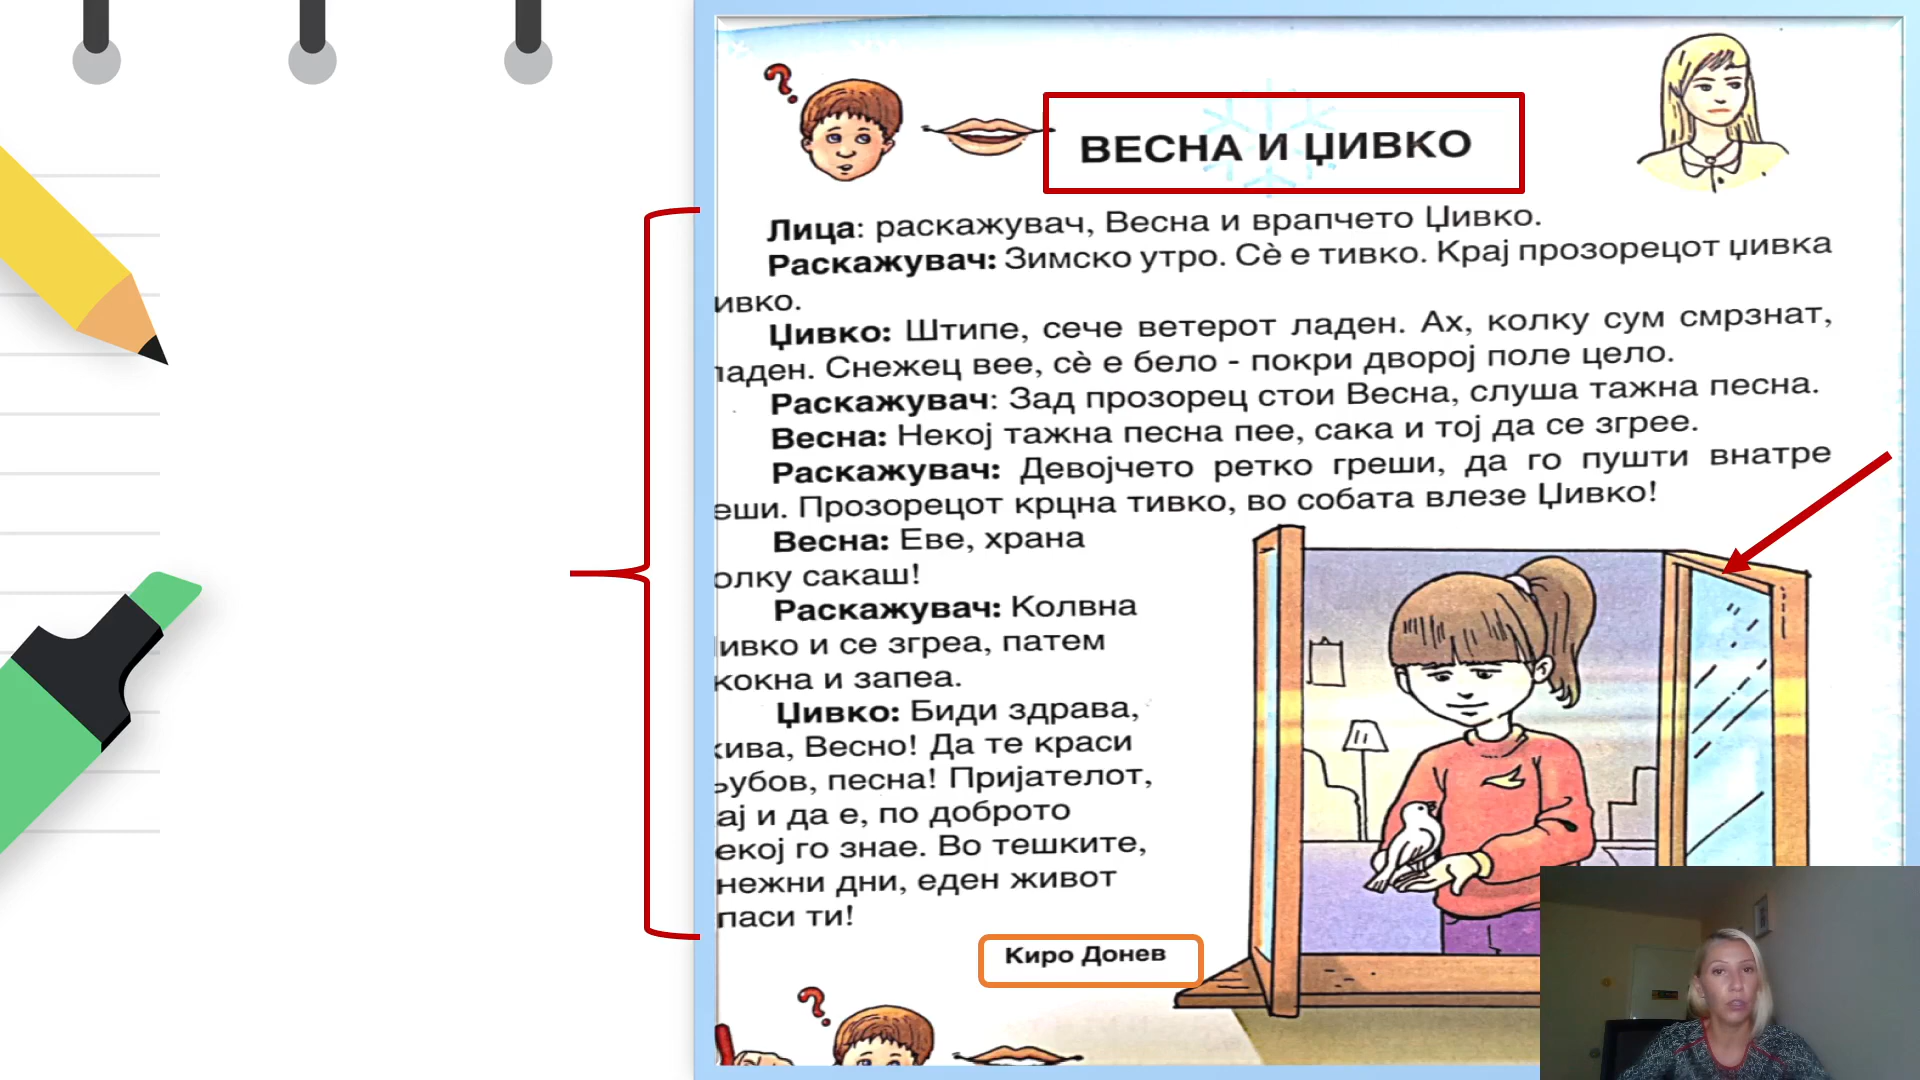 ВЕСНА И ЏИВКО
Лица: раскажувач, Весна и врапчето Џивко.
Раскажувач: Зимско утро. Сѐ е тивко. Крај прозорецот џивка
ивко.
Џивко: Штипе, сече ветерот ладен. Ах, колку сум смрзнат,
ладен. Снежец вее, сѐ е бело - покри дворој поле цело.
Раскажувач: Зад прозорец стои Весна, слуша тажна песна.
Весна: Некој тажна песна пее, сака и тој да се згрее.
Раскажувач: Девојчето ретко греши, да го пушти внатре
еши. Прозорецот крцна тивко, во собата влезе Џивко!
Весна: Еве, храна
олку сакаш!
Раскажувач: Колвна
ивко и се згреа, патем
кокна и запеа.
Џивко: Биди здрава,
жива, Весно! Да те краси
љубов, песна! Пријателот,
ај и да е, по доброто
екој го знае. Во тешките,
нежни дни, еден живот
паси ти!
Киро Донев